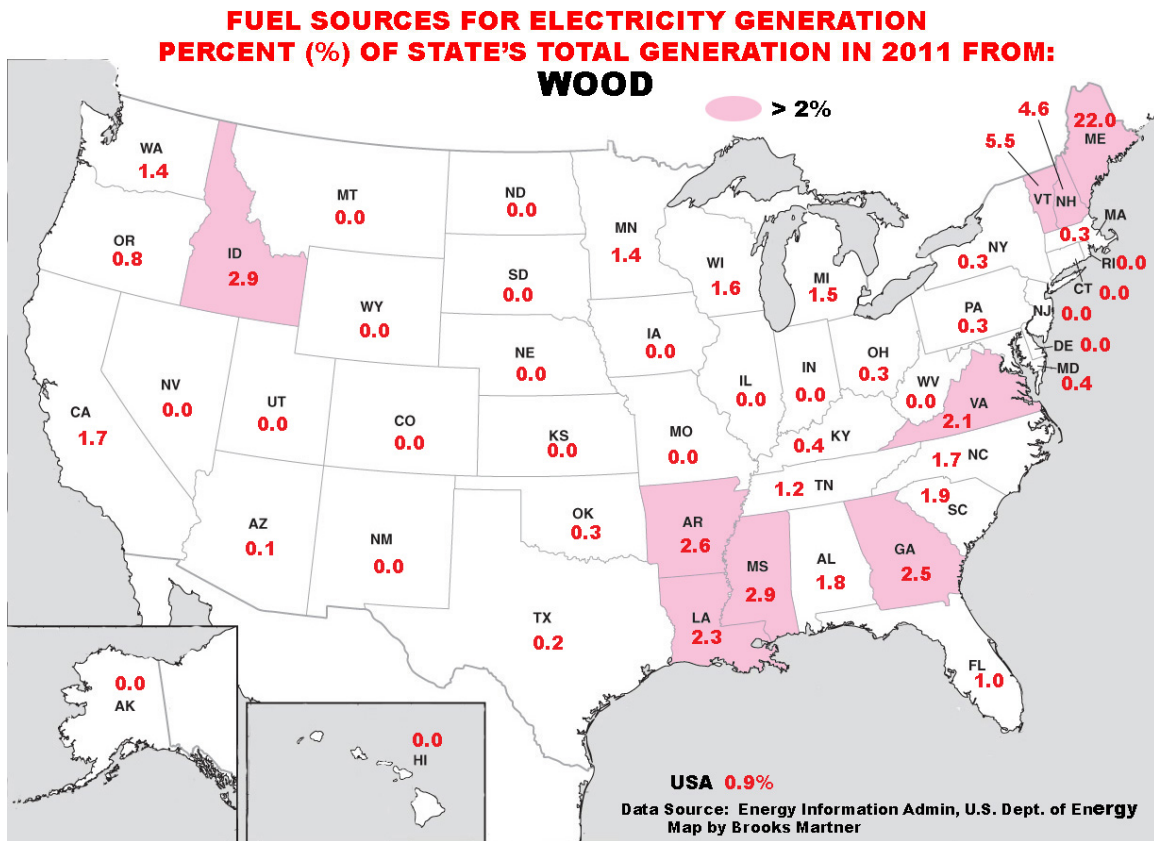 FUEL SOURCES FOR ELECTRICITY GENERATION
PERCENT (%) OF STATE'S TOTAL GENERATION IN 2011 FROM:
WOOD
> 2%
WA
1.4
MT
0.0
ND
0.0
MN
1.4
4.6
5.5
22.0
ME
VT
NH
OR
0.8
ID
2.9
WY
0.0
SD
0.0
WI
1.6
MI
1.5
NY
0.3
MA
0.3
RI 0.0
CT
0.0
NV
0.0
UT
0.0
NE
0.0
IA
0.0
PA
0.3
NJ
0.0
DE 0.0
MD
0.4
CA
1.7
CO
0.0
KS
0.0
MO
0.0
IL
0.0
IN
0.0
OH
0.3
WV
0.0
VA
2.1
KY
0.4
NC
1.7
TN
1.2
SC
1.9
AZ
0.1
NM
0.0
OK
0.3
AR
2.6
MS
2.9
AL
1.8
GA
2.5
TX
0.2
LA
2.3
FL
1.0
0.0
AK
0.0
HI
USA 0.9%
Data Source: Energy Information Admin, U.S. Dept. of Energy
Map by Brooks Martner